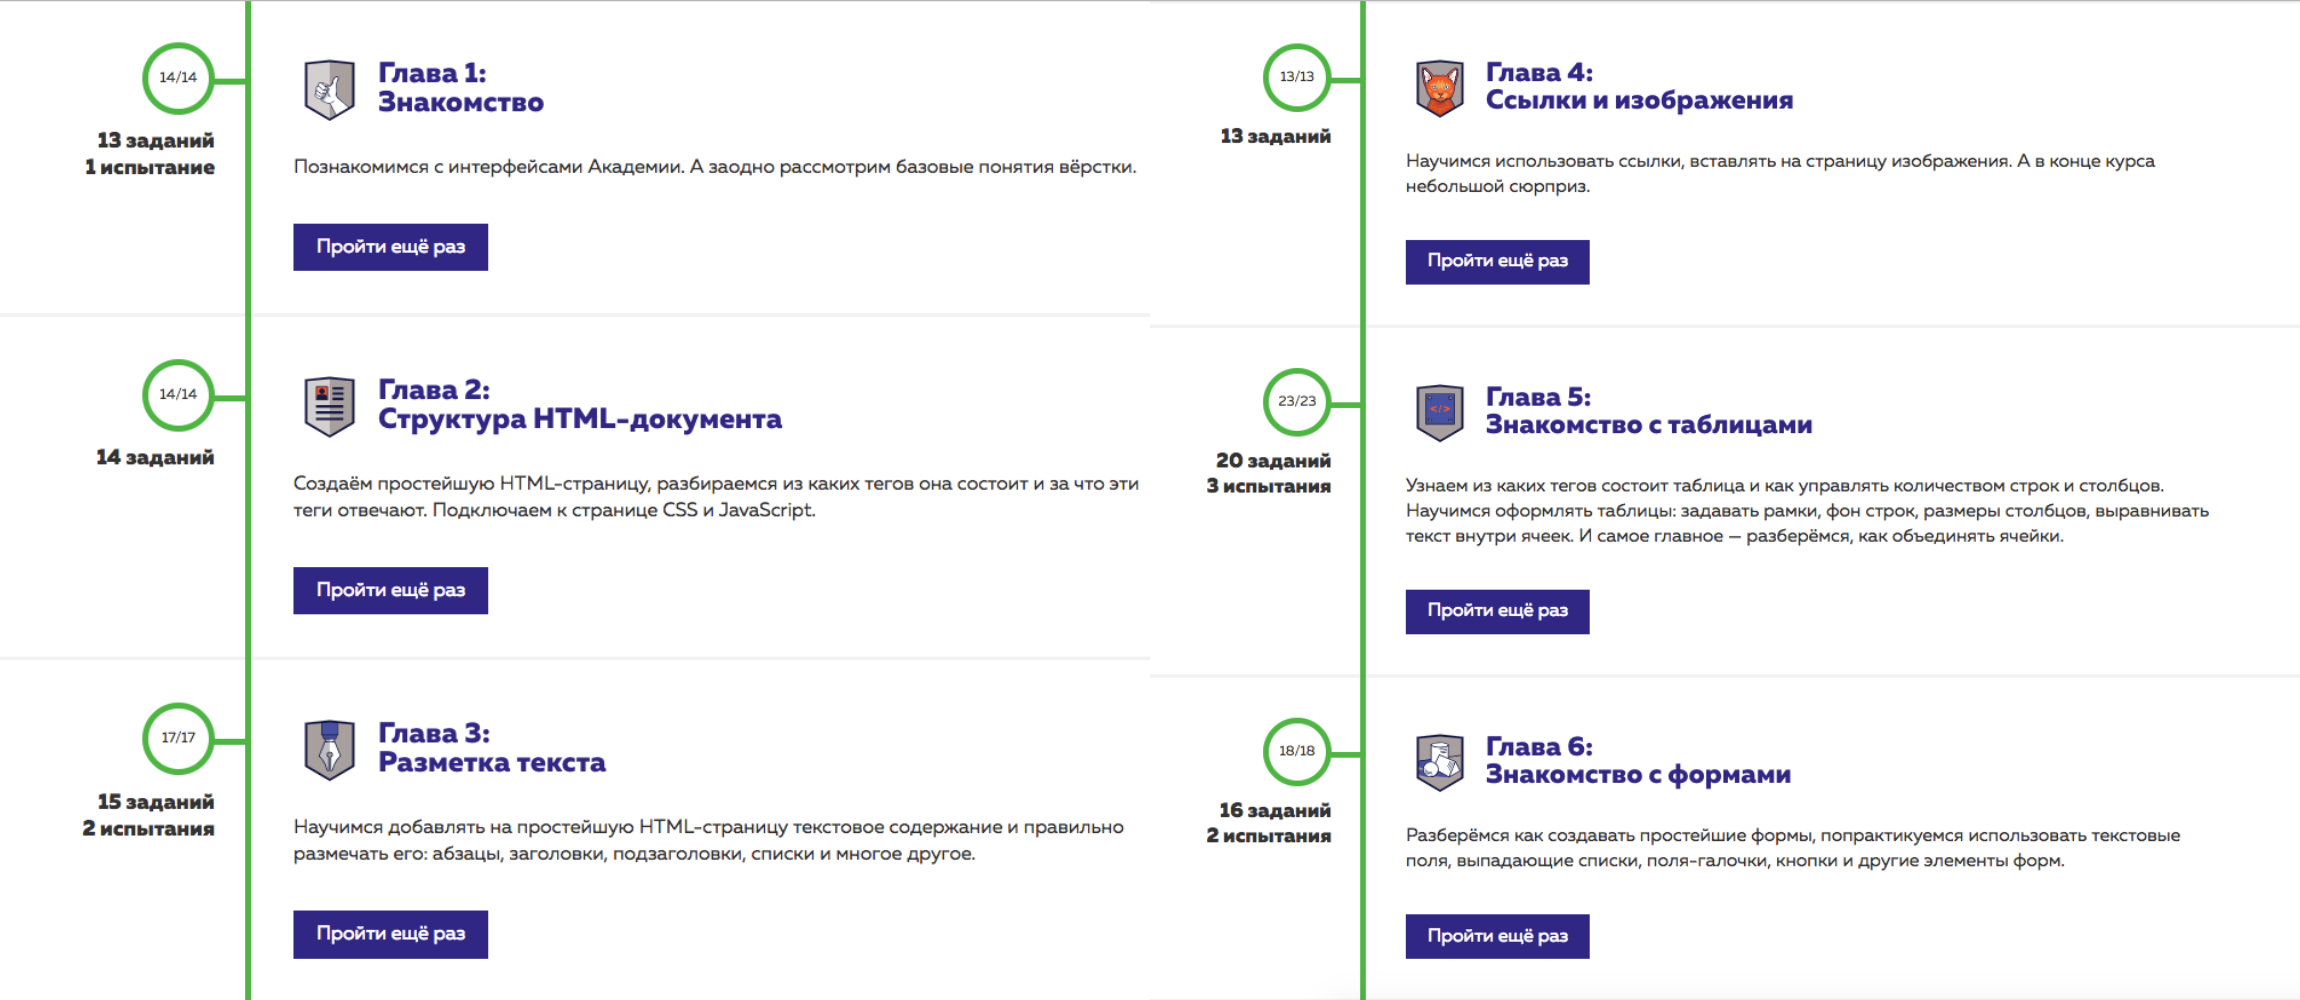 14/14
13 заданий
1 испытание
Глава 1:
Знакомство
Познакомимся с интерфейсами Академии. А заодно рассмотрим базовые понятия вёрстки.
Пройти ещё раз
14/14
14 заданий
Глава 2:
Структура HTML-документа
Создаём простейшую HTML-страницу, разбираемся из каких тегов она состоит и за что эти
теги отвечают. Подключаем к странице CSS и JavaScript.
Пройти ещё раз
17/17
15 заданий
2 испытания
Глава 3:
Разметка текста
Научимся добавлять на простейшую HTML-страницу текстовое содержание и правильно
размечать его: абзацы, заголовки, подзаголовки, списки и многое другое.
Пройти ещё раз
13/13
13 заданий
Глава 4:
Ссылки и изображения
Научимся использовать ссылки, вставлять на страницу изображения. А в конце курса
небольшой сюрприз.
Пройти ещё раз
23/23
20 заданий
3 испытания
</>
Глава 5:
Знакомство с таблицами
Узнаем из каких тегов состоит таблица и как управлять количеством строк и столбцов.
Научимся оформлять таблицы: задавать рамки, фон строк, размеры столбцов, выравнивать
текст внутри ячеек. И самое главное — разберёмся, как объединять ячейки.
Пройти ещё раз
18/18
16 заданий
2 испытания
Глава 6:
Знакомство с формами
Разберёмся как создавать простейшие формы, попрактикуемся использовать текстовые
поля, выпадающие списки, поля-галочки, кнопки и другие элементы форм.
Пройти ещё раз